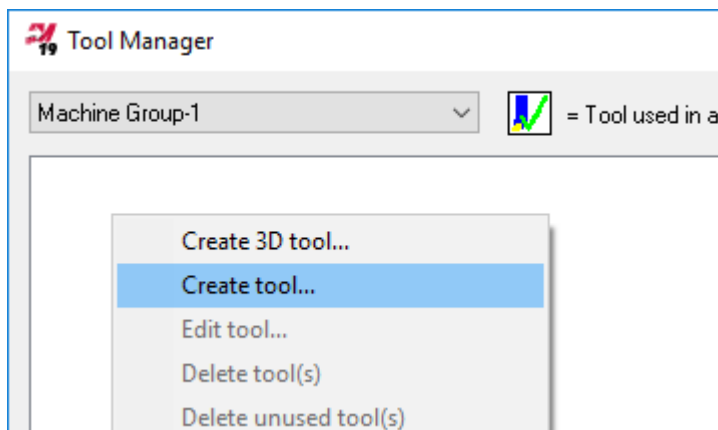 19 Tool Manager
Machine Group-1
= Tool used in a
Create 3D tool...
Create tool...
Edit tool...
Delete tool(s)
Delete unused tool(s)